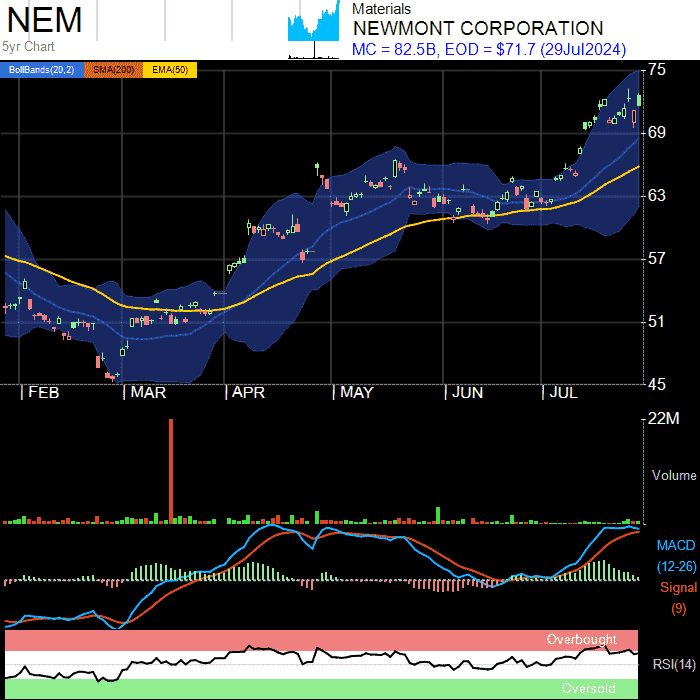 NEM
5yr Chart
Materials
NEWMONT CORPORATION
MC = 82.5B, EOD = $71.7 (29Jul2024)
BollBands(20,2) SMA(200) EMA(50)
75
69
63
57
51
45
FEB MAR APR MAY JUN JUL
22M
Volume
MACD
(12-26)
Signal
(9)
Overbought
RSI(14)
Oversold